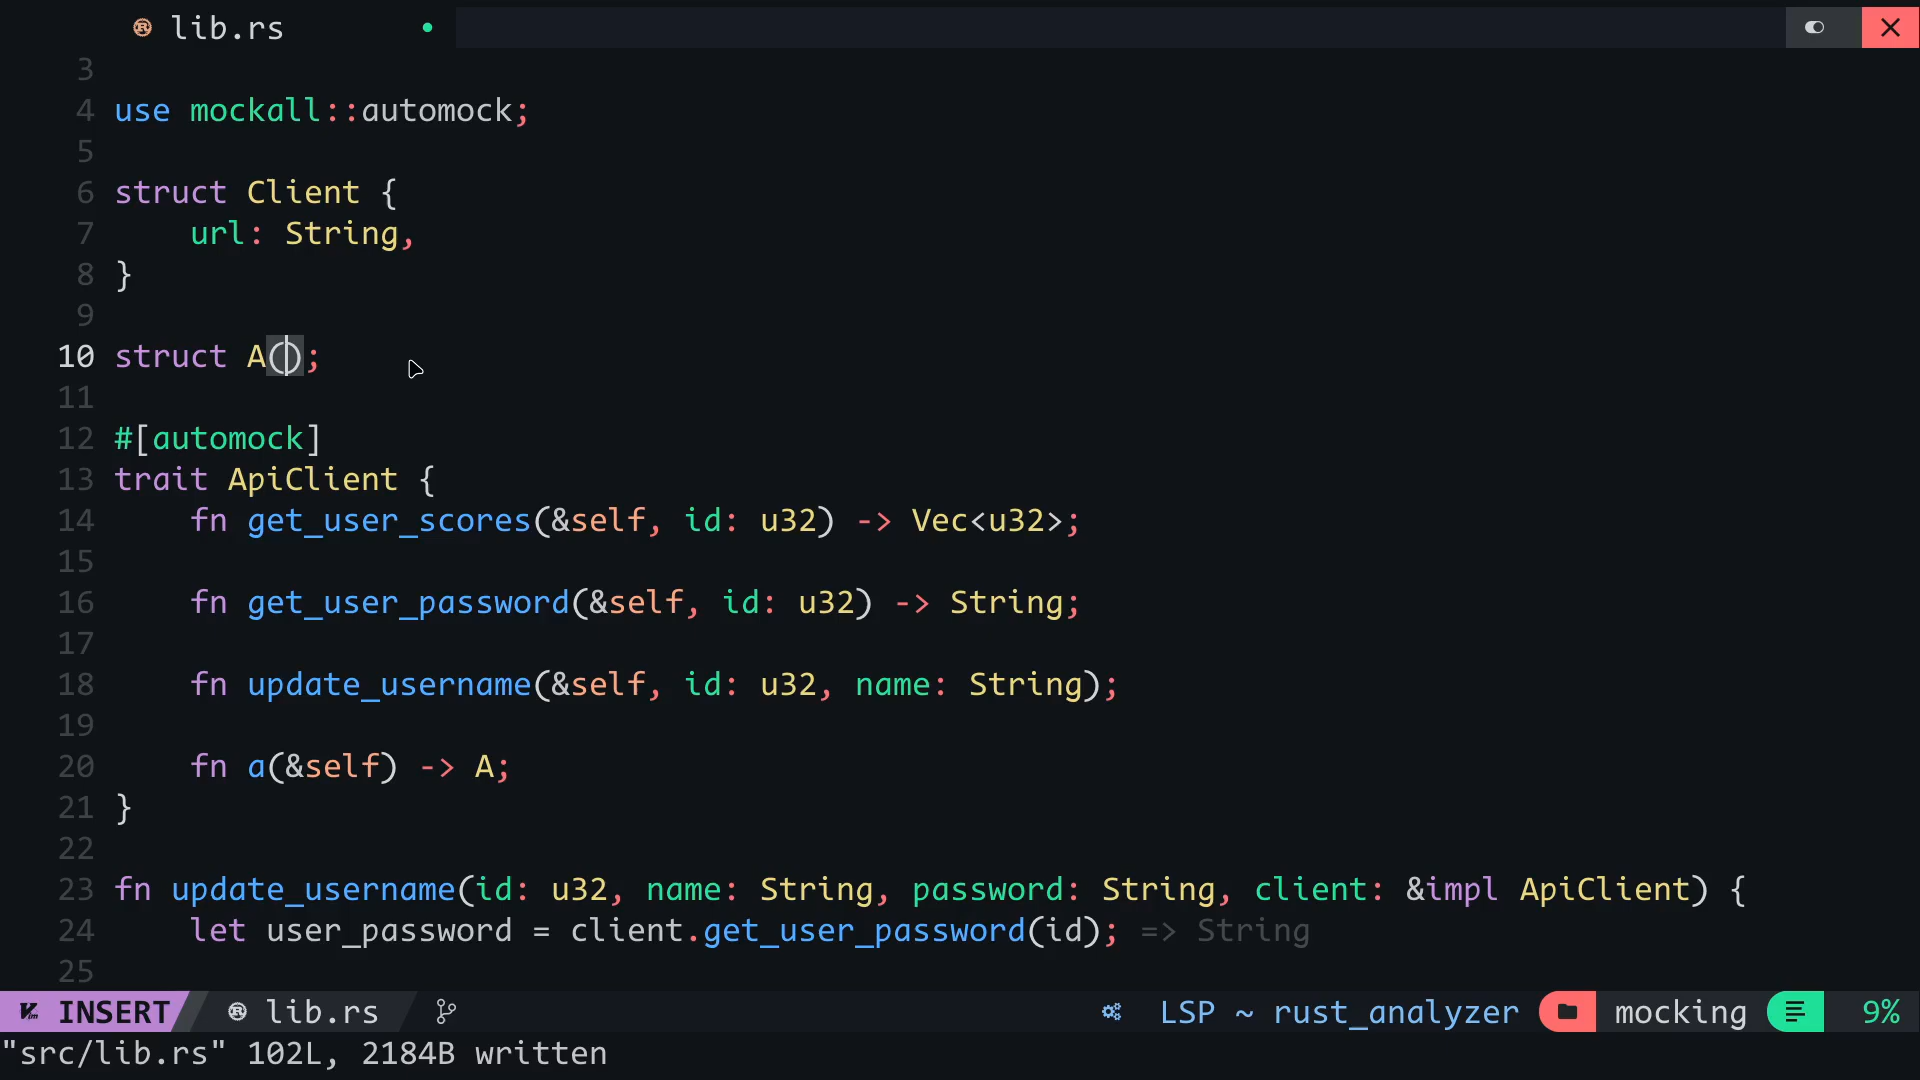 lib.rs
3
4 use mockall::automock;
5
6 struct Client {
7     url: String,
8 }
9
10 struct A();
11
12 #[automock]
13 trait ApiClient {
14     fn get_user_scores(&self, id: u32) -> Vec<u32>;
15
16     fn get_user_password(&self, id: u32) -> String;
17
18     fn update_username(&self, id: u32, name: String);
19
20     fn a(&self) -> A;
21 }
22
23 fn update_username(id: u32, name: String, password: String, client: &impl ApiClient) {
24     let user_password = client.get_user_password(id); => String
25
INSERT lib.rs LSP ~ rust_analyzer mocking 9%
"src/lib.rs" 102L, 2184B written